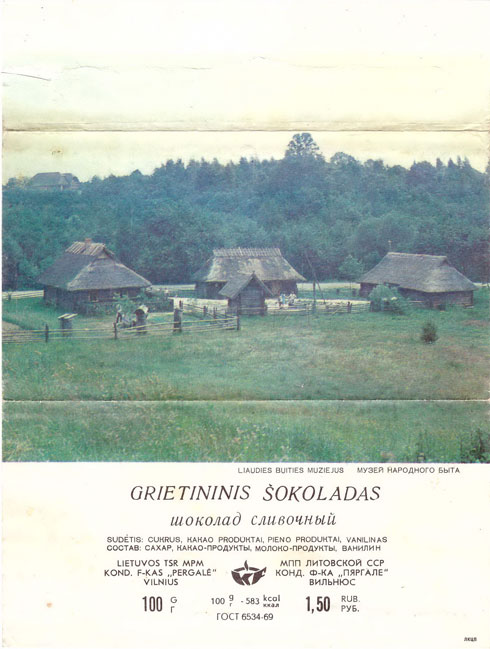 LIAUDIES BUITIES MUZIEJUS МУЗЕЙ НАРОДНОГО БЫТА
GRIETININIS ŠOKOLADAS
шоколад сливочный
SUDĖTIS: CUKRUS, KAKAO PRODUKTAI, PIENO PRODUKTAI, VANILINAS
СОСТАВ: САХАР, КАКАО-ПРОДУКТЫ, МОЛОКО-ПРОДУКТЫ, ВАНИЛИН
LIETUVOS TSR MPM
KOND. F-KAS „PERGALĖ"
VILNIUS
МПП ЛИТОВСКОЙ ССР
КОНД. Ф-КА „ПЯРГАЛЕ"
ВИЛЬНЮС
100 G Г
100 g г - 583 kcal ккал
1,50 RUB. РУБ.
ГОСТ 6534-69